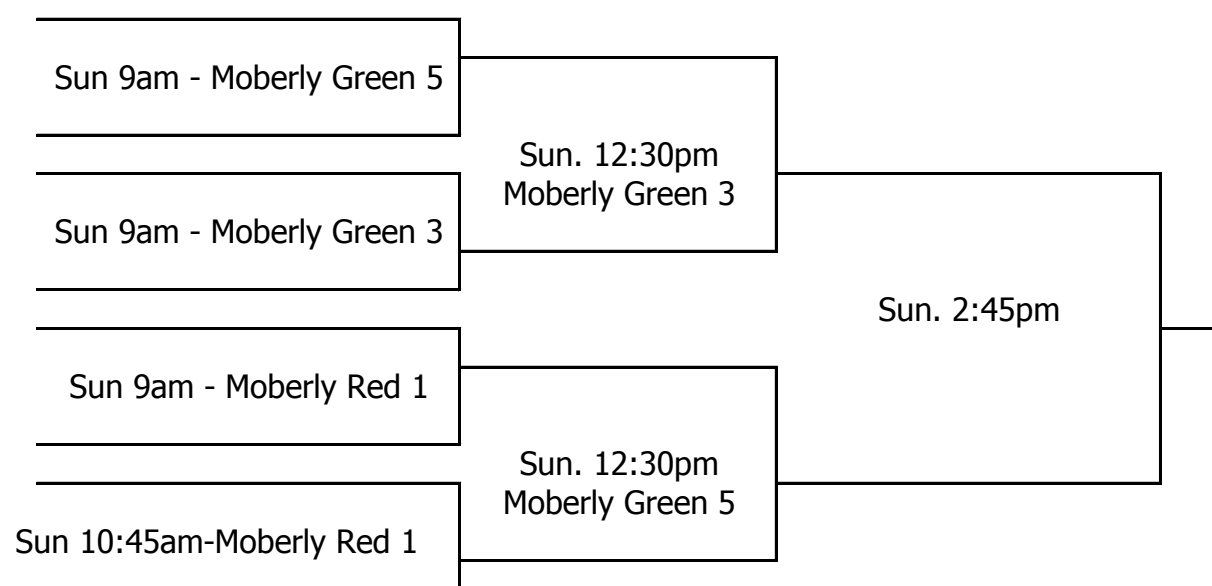 Sun 9am - Moberly Green 5
Sun. 12:30pm
Moberly Green 3
Sun 9am - Moberly Green 3
Sun. 2:45pm
Sun 9am - Moberly Red 1
Sun. 12:30pm
Moberly Green 5
Sun 10:45am-Moberly Red 1